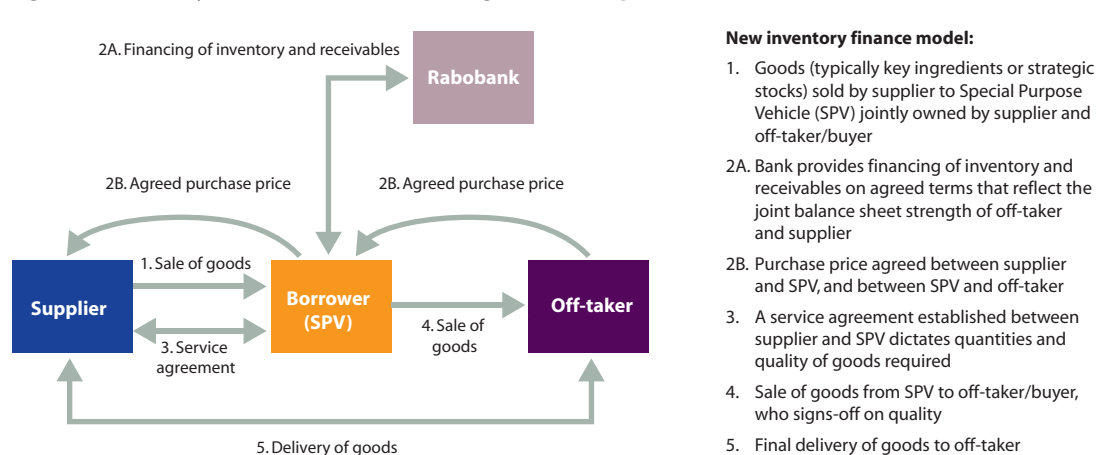 2A. Financing of inventory and receivables
Rabobank
2B. Agreed purchase price
2B. Agreed purchase price
1. Sale of goods
Supplier
Borrower
(SPV)
Off-taker
3. Service
agreement
4. Sale of
goods
5. Delivery of goods
New inventory finance model:
1. Goods (typically key ingredients or strategic
stocks) sold by supplier to Special Purpose
Vehicle (SPV) jointly owned by supplier and
off-taker/buyer
2A. Bank provides financing of inventory and
receivables on agreed terms that reflect the
joint balance sheet strength of off-taker
and supplier
2B. Purchase price agreed between supplier
and SPV, and between SPV and off-taker
3. A service agreement established between
supplier and SPV dictates quantities and
quality of goods required
4. Sale of goods from SPV to off-taker/buyer,
who signs-off on quality
5. Final delivery of goods to off-taker